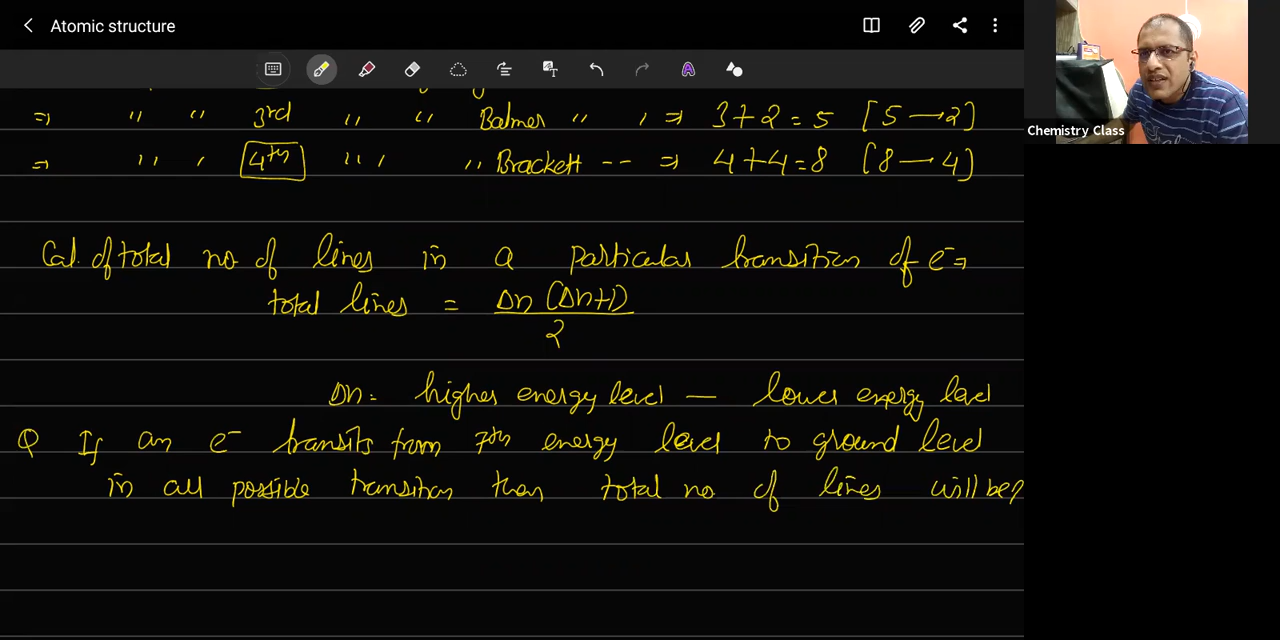 Atomic structure
Chemistry Class
⇒ " " 3rd " " Balmer " , ⇒ 3+2=5 [5—2]
⇒ " , 4th " , " Brackett -- ⇒ 4+4=8 [8—4]
Cal. of total no of lines in a particular transition of e-=
total lines = Δn (Δn+1)
2
Δn = higher energy level — lower energy level
Q If an e- transits from 7th energy level to ground level
in all possible transition then total no of lines will be?